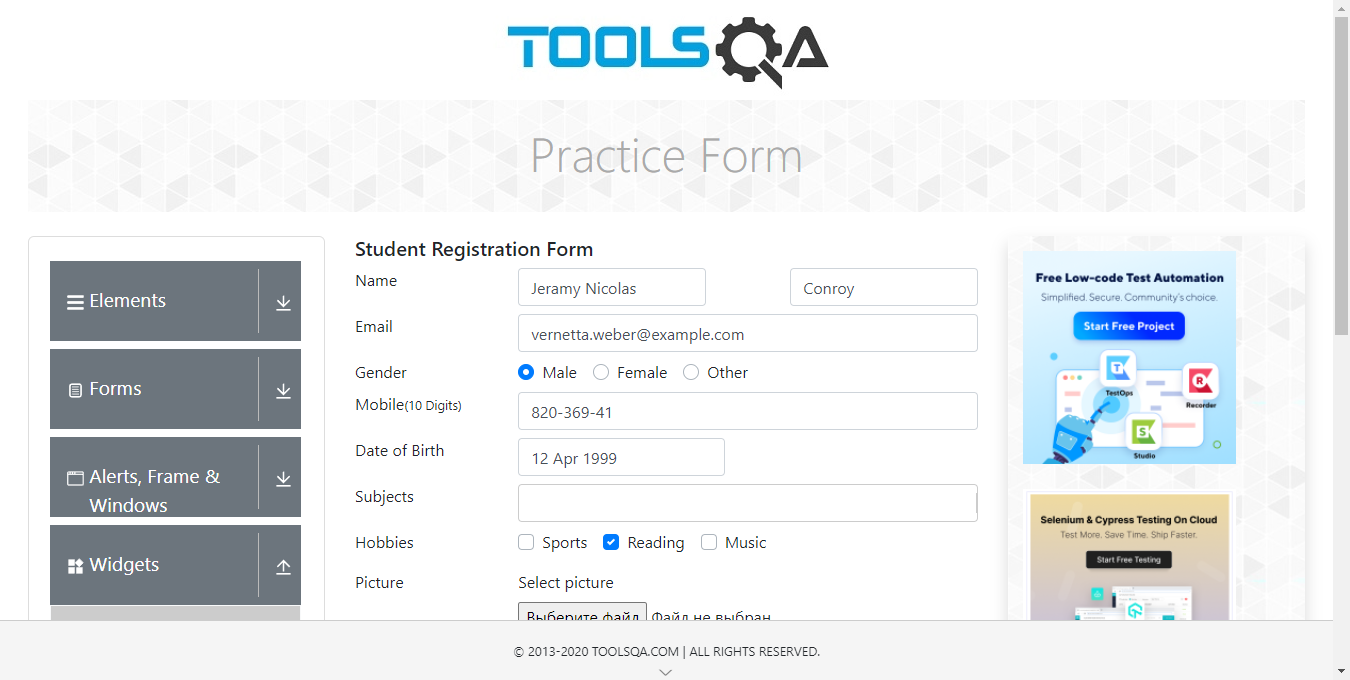 TOOLSQA
Practice Form
Elements
Forms
Alerts, Frame &
Windows
Widgets
Student Registration Form
Name
Jeramy Nicolas
Conroy
Email
vernetta.weber@example.com
Gender
Male
Female
Other
Mobile(10 Digits)
820-369-41
Date of Birth
12 Apr 1999
Subjects
Hobbies
Sports
Reading
Music
Picture
Select picture
Выберите файл
Файл не выбран
Free Low-code Test Automation
Simplified. Secure. Community's choice.
Start Free Project
TestOps
Recorder
Studio
Selenium & Cypress Testing On Cloud
Test More. Save Time. Ship Faster.
Start Free Testing
© 2013-2020 TOOLSQA.COM | ALL RIGHTS RESERVED.